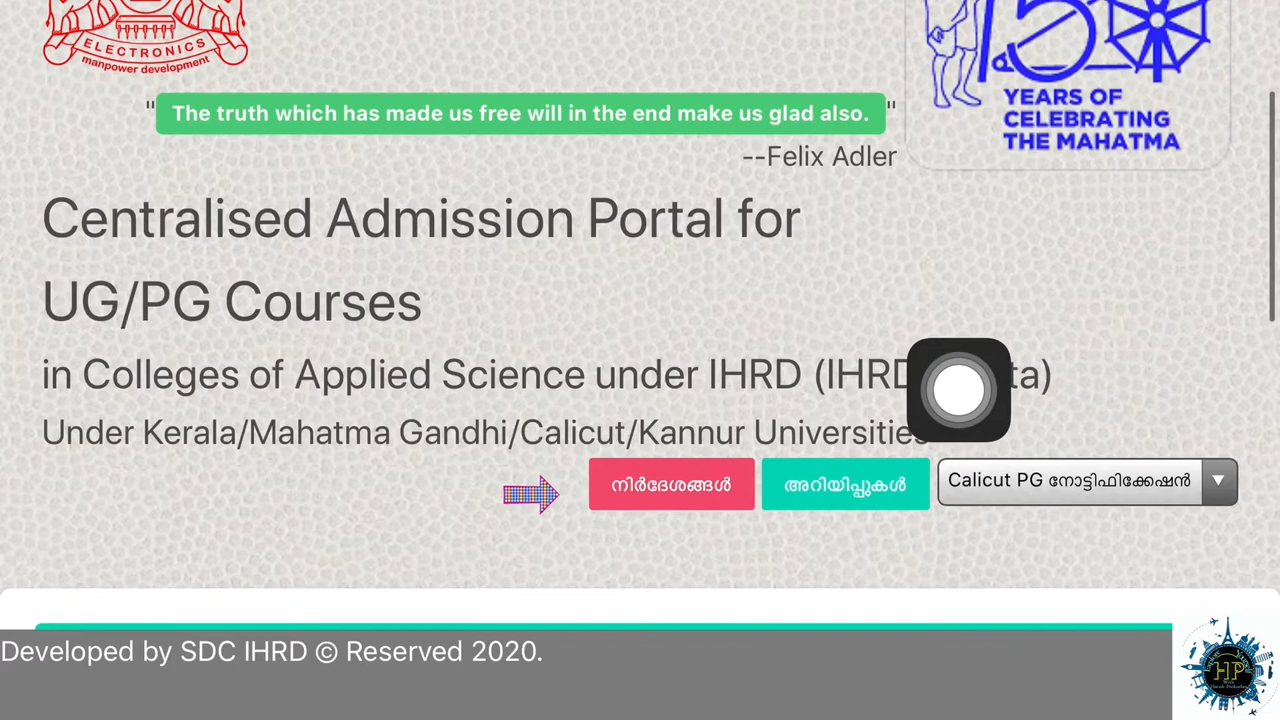 ELECTRONICS
manpower development
150
YEARS OF
CELEBRATING
THE MAHATMA
" The truth which has made us free will in the end make us glad also. "
--Felix Adler
Centralised Admission Portal for
UG/PG Courses
in Colleges of Applied Science under IHRD (IHRD ta)
Under Kerala/Mahatma Gandhi/Calicut/Kannur Universities
നിർദേശങ്ങൾ അറിയിപ്പുകൾ Calicut PG നോട്ടിഫിക്കേഷൻ ▼
Developed by SDC IHRD © Reserved 2020.
HP